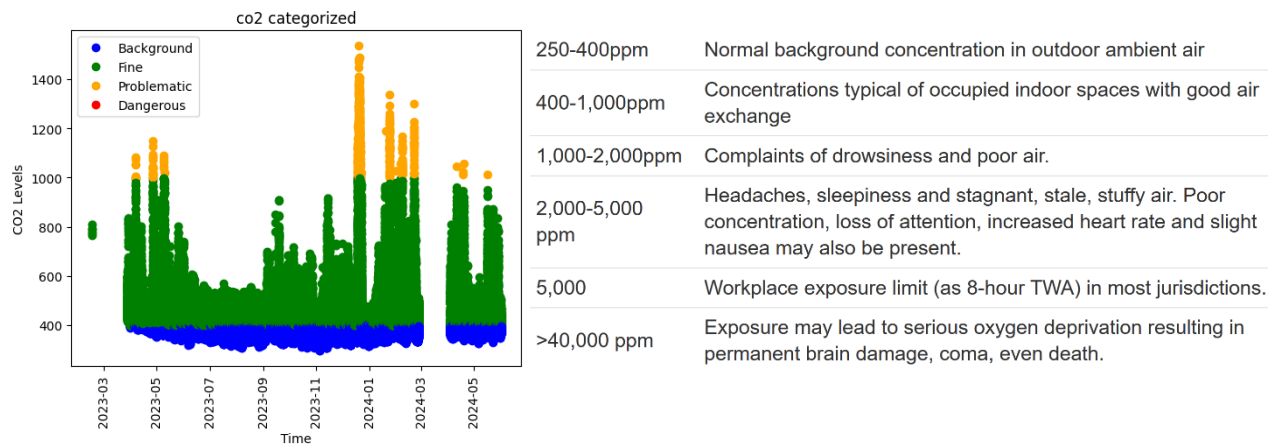 co2 categorized
Background
Fine
Problematic
Dangerous
1400
1200
1000
800
600
400
CO2 Levels
2023-03
2023-05
2023-07
2023-09
2023-11
2024-01
2024-03
2024-05
Time
250-400ppm
Normal background concentration in outdoor ambient air
400-1,000ppm
Concentrations typical of occupied indoor spaces with good air
exchange
1,000-2,000ppm
Complaints of drowsiness and poor air.
2,000-5,000
ppm
Headaches, sleepiness and stagnant, stale, stuffy air. Poor
concentration, loss of attention, increased heart rate and slight
nausea may also be present.
5,000
Workplace exposure limit (as 8-hour TWA) in most jurisdictions.
>40,000 ppm
Exposure may lead to serious oxygen deprivation resulting in
permanent brain damage, coma, even death.